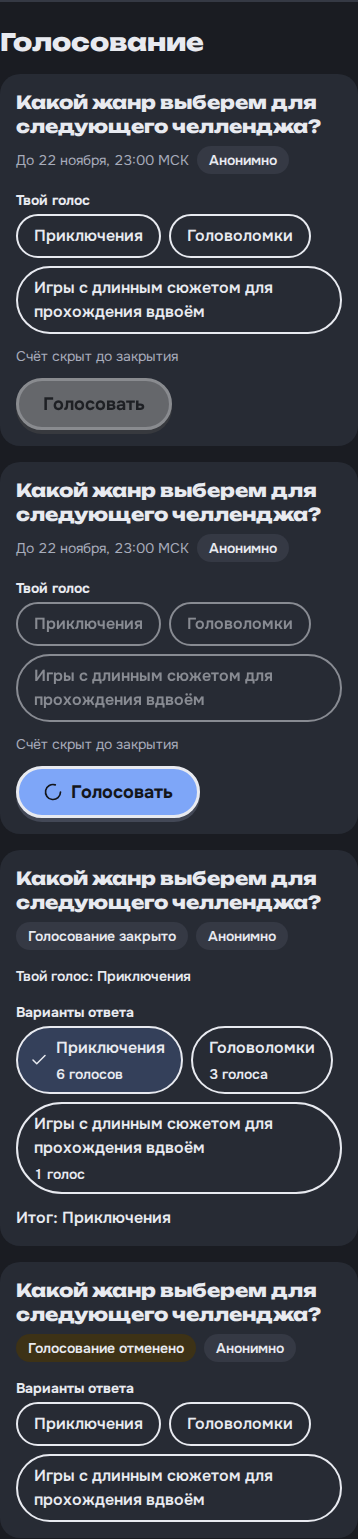 Голосование
Какой жанр выберем для
следующего челленджа?
До 22 ноября, 23:00 МСК Анонимно
Твой голос
Приключения Головоломки
Игры с длинным сюжетом для
прохождения вдвоём
Счёт скрыт до закрытия
Голосовать
Какой жанр выберем для
следующего челленджа?
До 22 ноября, 23:00 МСК Анонимно
Твой голос
Приключения Головоломки
Игры с длинным сюжетом для
прохождения вдвоём
Счёт скрыт до закрытия
Голосовать
Какой жанр выберем для
следующего челленджа?
Голосование закрыто Анонимно
Твой голос: Приключения
Варианты ответа
Приключения Головоломки
6 голосов 3 голоса
Игры с длинным сюжетом для
прохождения вдвоём
1 голос
Итог: Приключения
Какой жанр выберем для
следующего челленджа?
Голосование отменено Анонимно
Варианты ответа
Приключения Головоломки
Игры с длинным сюжетом для
прохождения вдвоём